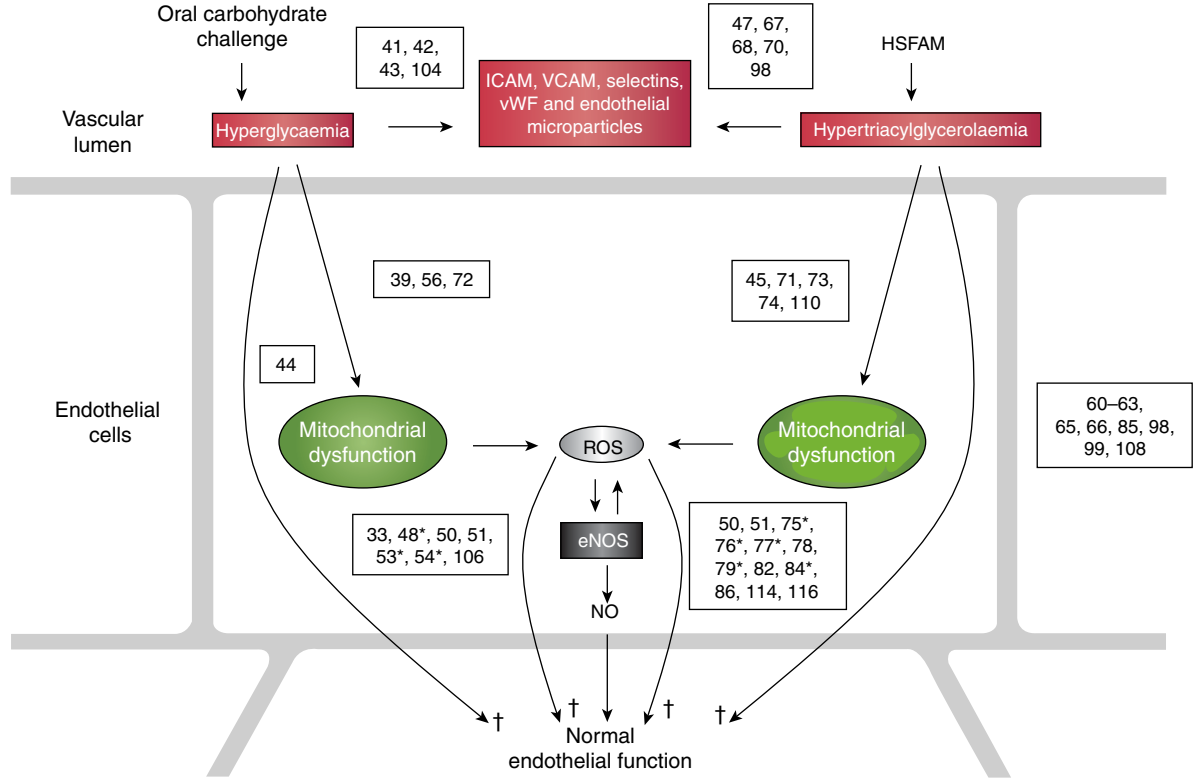 Oral carbohydrate
challenge
41, 42,
43, 104
ICAM, VCAM, selectins,
vWF and endothelial
microparticles
47, 67,
68, 70,
98
HSFAM
Vascular
lumen
Hyperglycaemia
Hypertriacylglycerolaemia
39, 56, 72
45, 71, 73,
74, 110
44
Endothelial
cells
Mitochondrial
dysfunction
ROS
Mitochondrial
dysfunction
60–63,
65, 66, 85, 98,
99, 108
33, 48*, 50, 51,
53*, 54*, 106
eNOS
50, 51, 75*,
76*, 77*, 78,
79*, 82, 84*,
86, 114, 116
NO
†
†
†
†
Normal
endothelial function